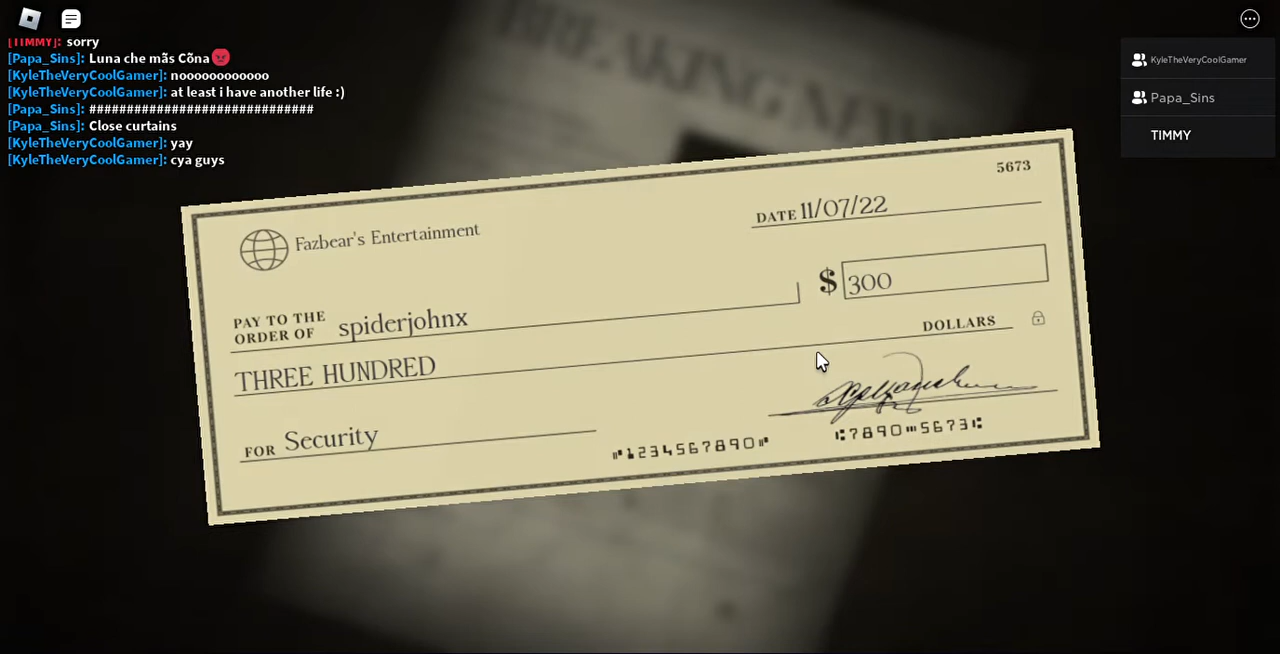 [TIMMY]: sorry
[Papa_Sins]: Luna che mãs Cõna😡
[KyleTheVeryCoolGamer]: nooooooooooooo
[KyleTheVeryCoolGamer]: at least i have another life :)
[Papa_Sins]: ##############################
[Papa_Sins]: Close curtains
[KyleTheVeryCoolGamer]: yay
[KyleTheVeryCoolGamer]: cya guys
KyleTheVeryCoolGamer
Papa_Sins
TIMMY
BREAKING NEWS
5673
Fazbear's Entertainment
DATE 11/07/22
PAY TO THE ORDER OF spiderjohnx
$ 300
THREE HUNDRED DOLLARS
FOR Security
⑈1234567890⑈ ⑆7890⑉5673⑆